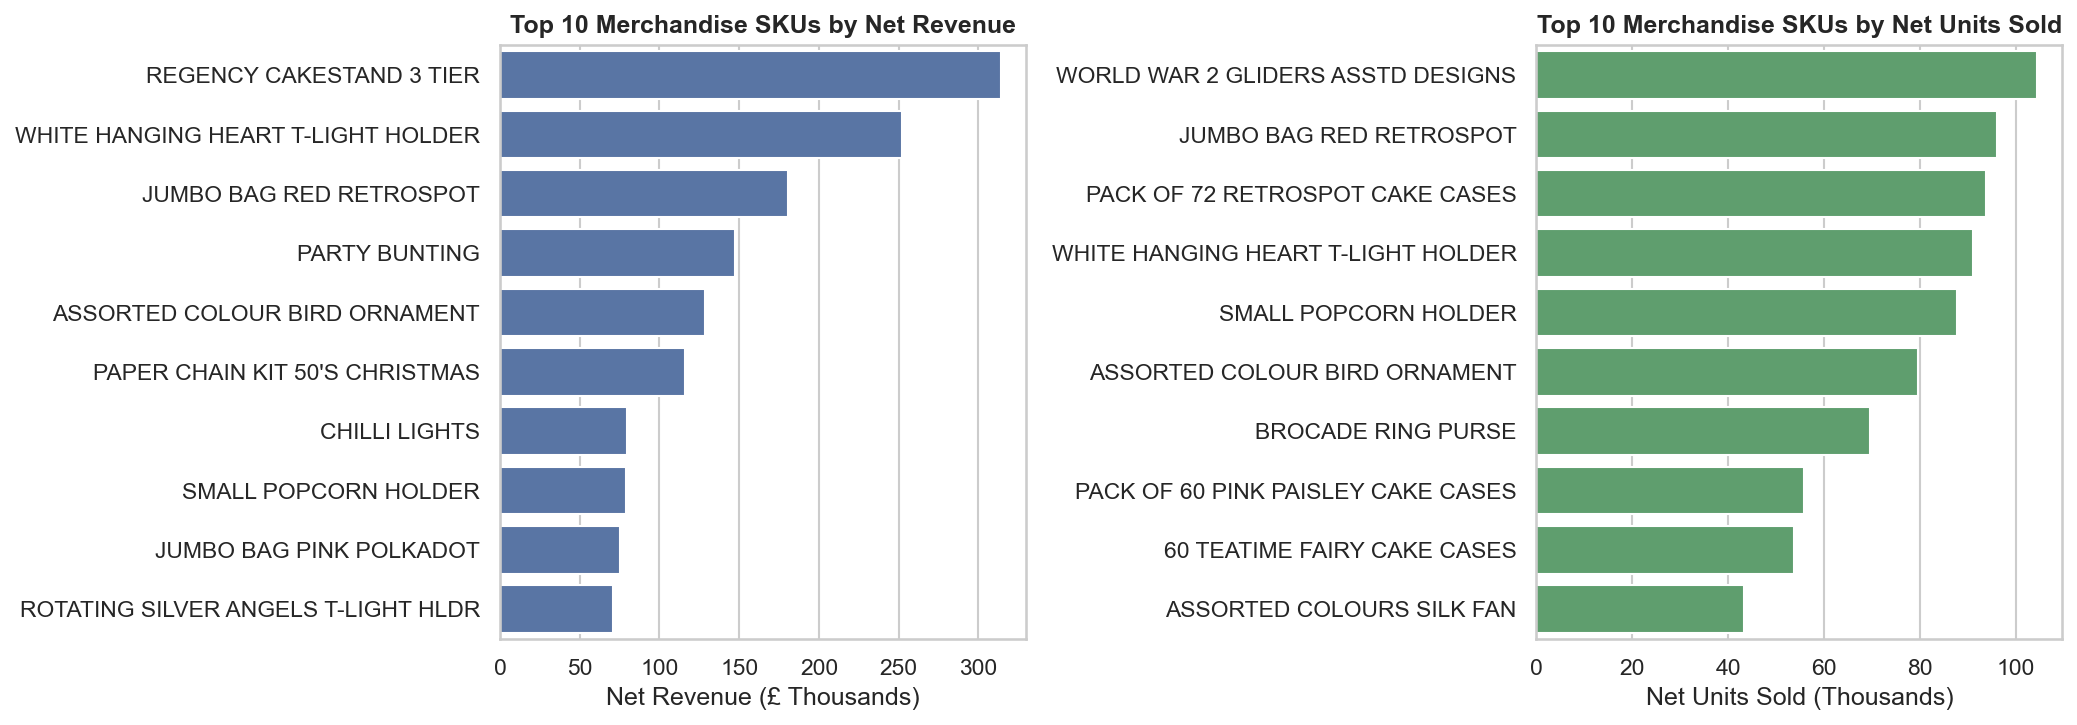 Top 10 Merchandise SKUs by Net Revenue
REGENCY CAKESTAND 3 TIER
WHITE HANGING HEART T-LIGHT HOLDER
JUMBO BAG RED RETROSPOT
PARTY BUNTING
ASSORTED COLOUR BIRD ORNAMENT
PAPER CHAIN KIT 50'S CHRISTMAS
CHILLI LIGHTS
SMALL POPCORN HOLDER
JUMBO BAG PINK POLKADOT
ROTATING SILVER ANGELS T-LIGHT HLDR
0 50 100 150 200 250 300
Net Revenue (£ Thousands)
Top 10 Merchandise SKUs by Net Units Sold
WORLD WAR 2 GLIDERS ASSTD DESIGNS
JUMBO BAG RED RETROSPOT
PACK OF 72 RETROSPOT CAKE CASES
WHITE HANGING HEART T-LIGHT HOLDER
SMALL POPCORN HOLDER
ASSORTED COLOUR BIRD ORNAMENT
BROCADE RING PURSE
PACK OF 60 PINK PAISLEY CAKE CASES
60 TEATIME FAIRY CAKE CASES
ASSORTED COLOURS SILK FAN
0 20 40 60 80 100
Net Units Sold (Thousands)